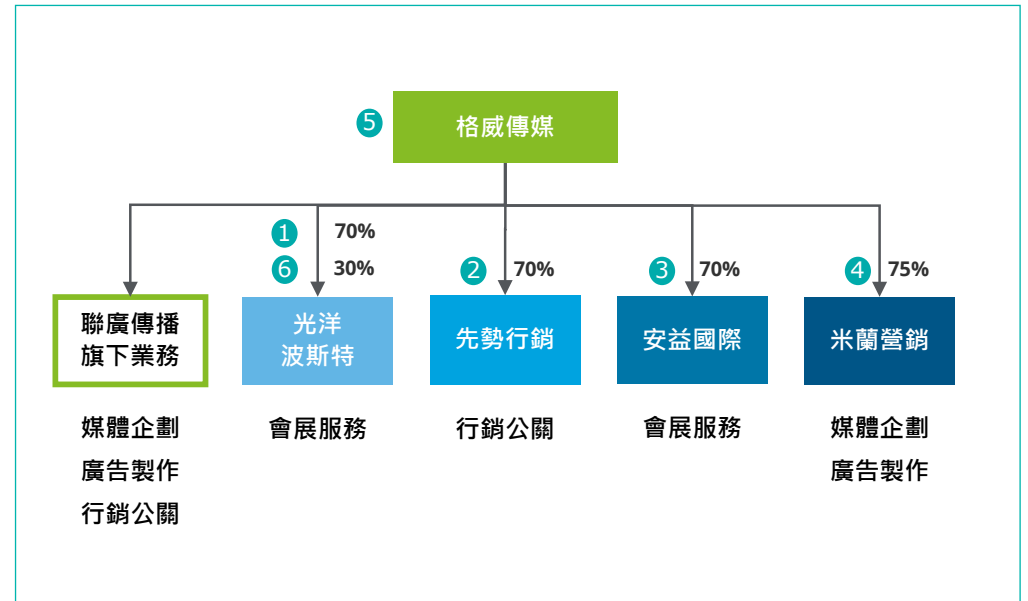 5
格威傳媒
1 70%
6 30%
2 70%
3 70%
4 75%
聯廣傳播
旗下業務
光洋
波斯特
先勢行銷
安益國際
米蘭營銷
媒體企劃
廣告製作
行銷公關
會展服務
行銷公關
會展服務
媒體企劃
廣告製作